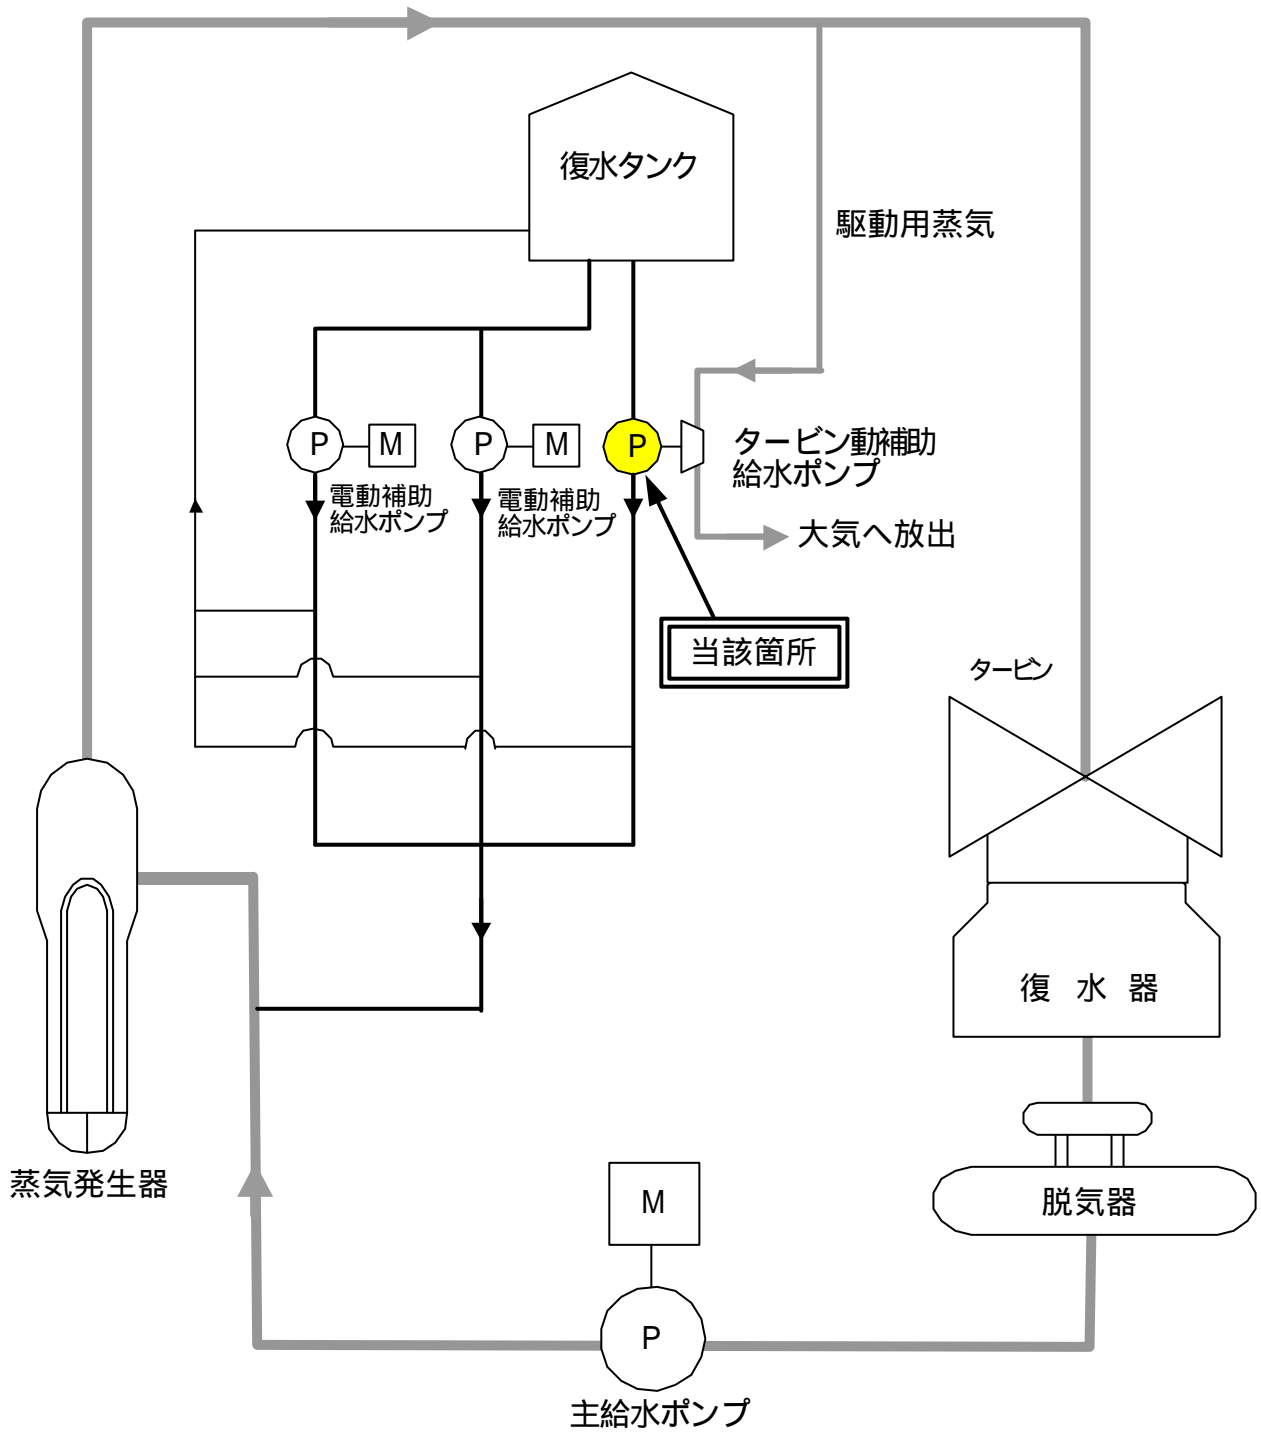 復水タンク
駆動用蒸気
P
M
P
M
P
タービン動補助
給水ポンプ
電動補助
給水ポンプ
電動補助
給水ポンプ
大気へ放出
当該箇所
タービン
復水器
蒸気発生器
脱気器
M
P
主給水ポンプ